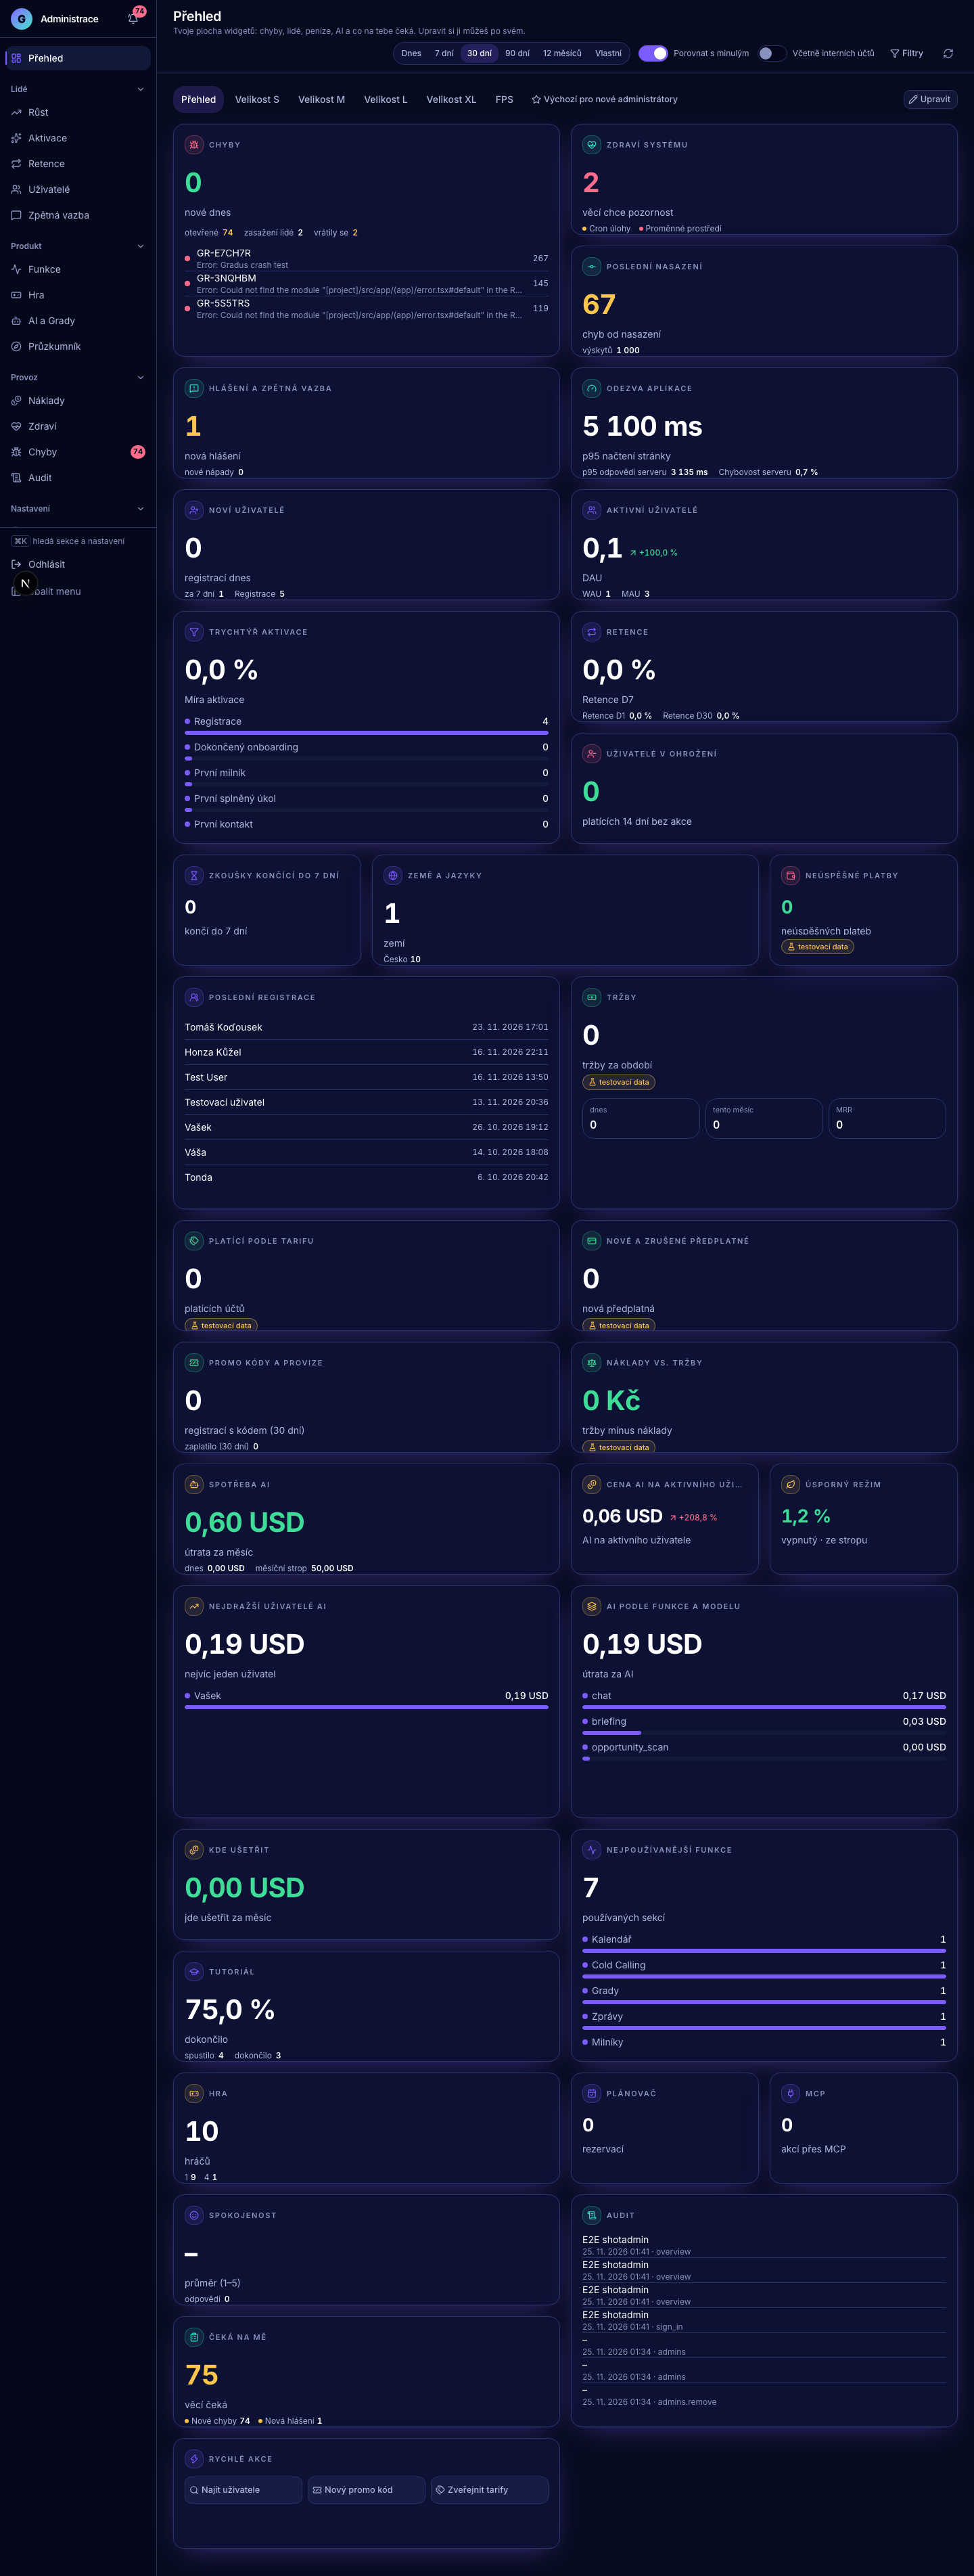 G
Administrace
74
Přehled
Lidé
Růst
Aktivace
Retence
Uživatelé
Zpětná vazba
Produkt
Funkce
Hra
AI a Grady
Průzkumník
Provoz
Náklady
Zdraví
Chyby 74
Audit
Nastavení
⌘K hledá sekce a nastavení
Odhlásit
N
balit menu
Přehled
Tvoje plocha widgetů: chyby, lidé, peníze, AI a co na tebe čeká. Upravit si ji můžeš po svém.
Dnes 7 dní 30 dní 90 dní 12 měsíců Vlastní Porovnat s minulým Včetně interních účtů Filtry
Přehled Velikost S Velikost M Velikost L Velikost XL FPS Výchozí pro nové administrátory Upravit
CHYBY
0
nové dnes
otevřené 74 zasažení lidé 2 vrátily se 2
GR-E7CH7R
Error: Gradus crash test
267
GR-3NQHBM
Error: Could not find the module "[project]/src/app/(app)/error.tsx#default" in the R...
145
GR-5S5TRS
Error: Could not find the module "[project]/src/app/(app)/error.tsx#default" in the R...
119
ZDRAVÍ SYSTÉMU
2
věcí chce pozornost
Cron úlohy Proměnné prostředí
POSLEDNÍ NASAZENÍ
67
chyb od nasazení
výskytů 1 000
HLÁŠENÍ A ZPĚTNÁ VAZBA
1
nová hlášení
nové nápady 0
ODEZVA APLIKACE
5 100 ms
p95 načtení stránky
p95 odpovědi serveru 3 135 ms Chybovost serveru 0,7 %
NOVÍ UŽIVATELÉ
0
registrací dnes
za 7 dní 1 Registrace 5
AKTIVNÍ UŽIVATELÉ
0,1 +100,0 %
DAU
WAU 1 MAU 3
TRYCHTÝŘ AKTIVACE
0,0 %
Míra aktivace
Registrace 4
Dokončený onboarding 0
První milník 0
První splněný úkol 0
První kontakt 0
RETENCE
0,0 %
Retence D7
Retence D1 0,0 % Retence D30 0,0 %
UŽIVATELÉ V OHROŽENÍ
0
platících 14 dní bez akce
ZKOUŠKY KONČÍCÍ DO 7 DNÍ
0
končí do 7 dní
ZEMĚ A JAZYKY
1
zemí
Česko 10
NEÚSPĚŠNÉ PLATBY
0
neúspěšných plateb
testovací data
POSLEDNÍ REGISTRACE
Tomáš Koďousek 23. 11. 2026 17:01
Honza Kůžel 16. 11. 2026 22:11
Test User 16. 11. 2026 13:50
Testovací uživatel 13. 11. 2026 20:36
Vašek 26. 10. 2026 19:12
Váša 14. 10. 2026 18:08
Tonda 6. 10. 2026 20:42
TRŽBY
0
tržby za období
testovací data
dnes tento měsíc MRR
0 0 0
PLATÍCÍ PODLE TARIFU
0
platících účtů
testovací data
NOVÉ A ZRUŠENÉ PŘEDPLATNÉ
0
nová předplatná
testovací data
PROMO KÓDY A PROVIZE
0
registrací s kódem (30 dní)
zaplatilo (30 dní) 0
NÁKLADY VS. TRŽBY
0 Kč
tržby mínus náklady
testovací data
SPOTŘEBA AI
0,60 USD
útrata za měsíc
dnes 0,00 USD měsíční strop 50,00 USD
CENA AI NA AKTIVNÍHO UŽI...
0,06 USD +208,8 %
AI na aktivního uživatele
ÚSPORNÝ REŽIM
1,2 %
vypnutý · ze stropu
NEJDRAŽŠÍ UŽIVATELÉ AI
0,19 USD
nejvíc jeden uživatel
Vašek 0,19 USD
AI PODLE FUNKCE A MODELU
0,19 USD
útrata za AI
chat 0,17 USD
briefing 0,03 USD
opportunity_scan 0,00 USD
KDE UŠETŘIT
0,00 USD
jde ušetřit za měsíc
NEJPOUŽÍVANĚJŠÍ FUNKCE
7
používaných sekcí
Kalendář 1
Cold Calling 1
Grady 1
Zprávy 1
Milníky 1
TUTORIÁL
75,0 %
dokončilo
spustilo 4 dokončilo 3
HRA
10
hráčů
1 9 4 1
PLÁNOVAČ
0
rezervací
MCP
0
akcí přes MCP
SPOKOJENOST
–
průměr (1–5)
odpovědí 0
AUDIT
E2E shotadmin
25. 11. 2026 01:41 · overview
E2E shotadmin
25. 11. 2026 01:41 · overview
E2E shotadmin
25. 11. 2026 01:41 · overview
E2E shotadmin
25. 11. 2026 01:41 · sign_in
–
25. 11. 2026 01:34 · admins
–
25. 11. 2026 01:34 · admins
–
25. 11. 2026 01:34 · admins.remove
ČEKÁ NA MĚ
75
věcí čeká
Nové chyby 74 Nová hlášení 1
RYCHLÉ AKCE
Najít uživatele Nový promo kód Zveřejnit tarify